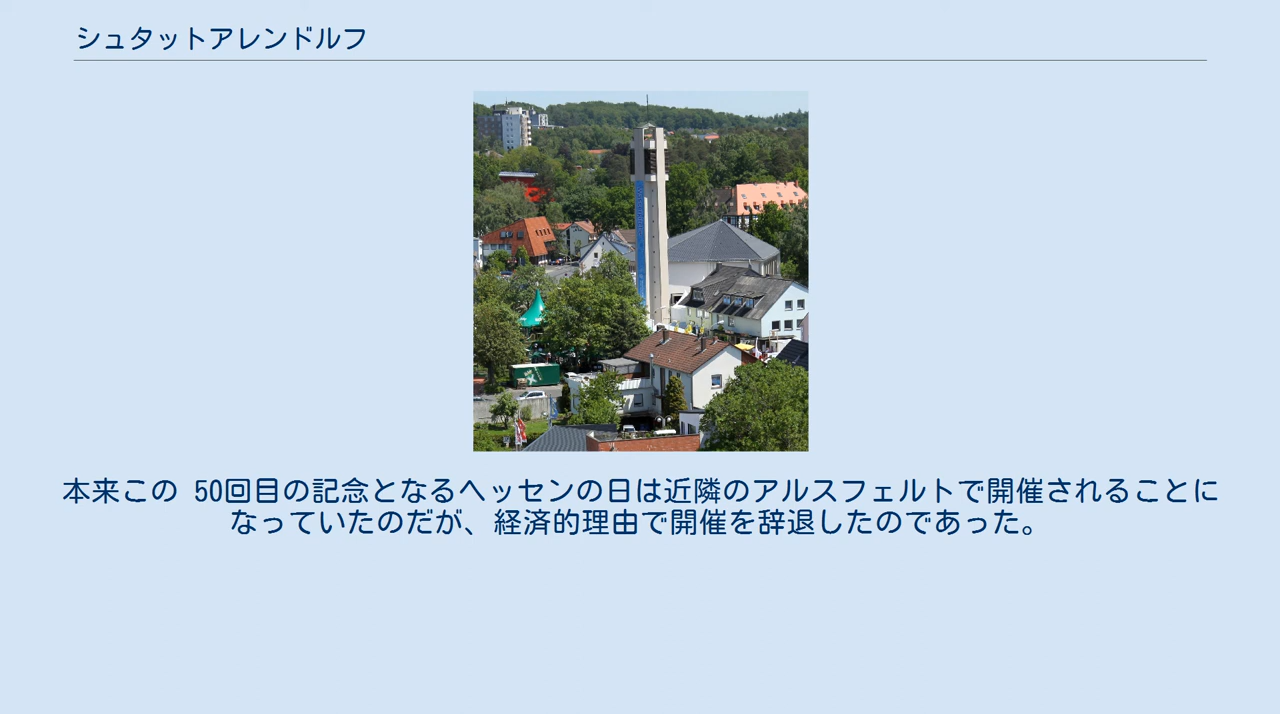 シュタットアレンドルフ
本来この 50回目の記念となるヘッセンの日は近隣のアルスフェルトで開催されることに
なっていたのだが、経済的理由で開催を辞退したのであった。